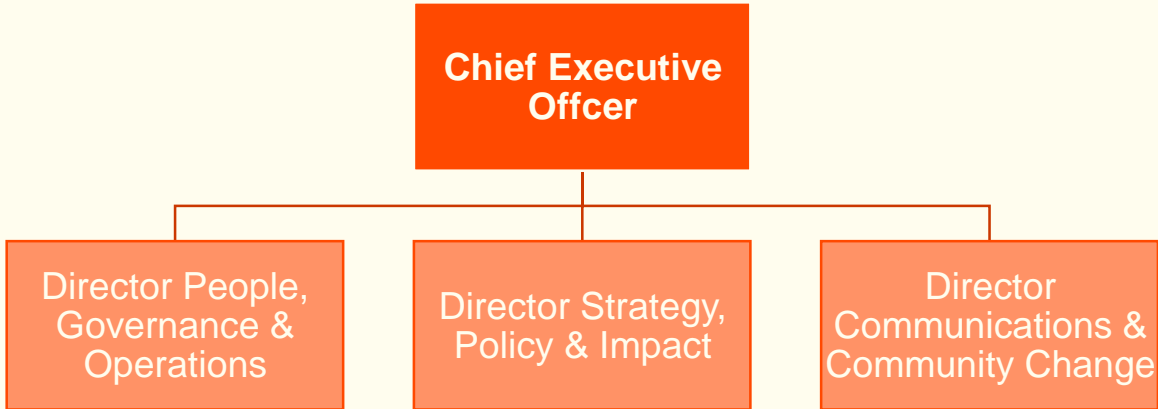 Chief Executive
Offcer
Director People,
Governance &
Operations
Director Strategy,
Policy & Impact
Director
Communications &
Community Change